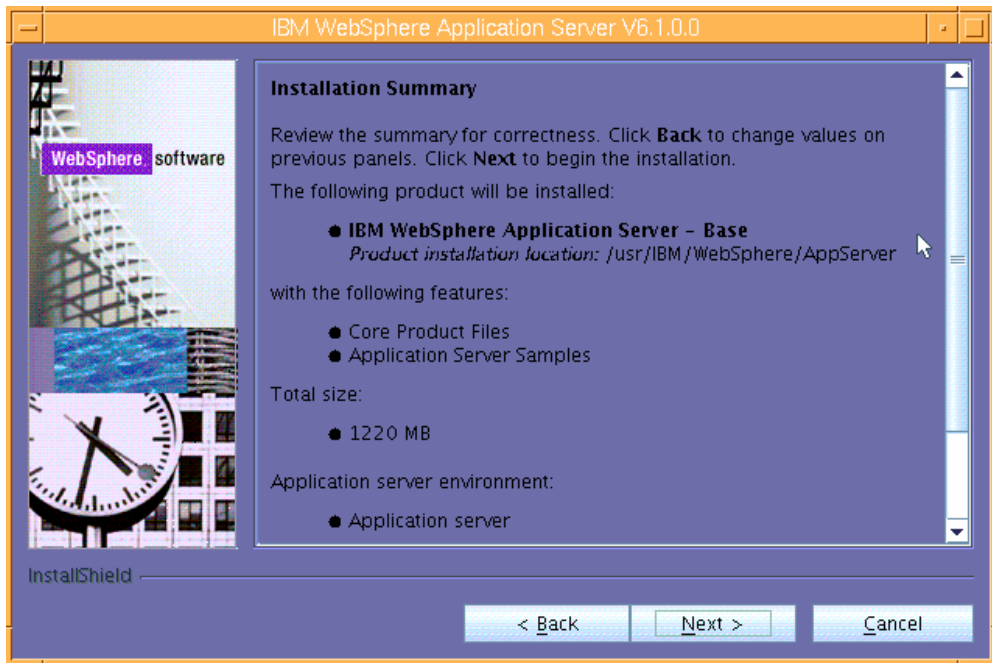 IBM WebSphere Application Server V6.1.0.0
WebSphere. software
Installation Summary
Review the summary for correctness. Click Back to change values on
previous panels. Click Next to begin the installation.
The following product will be installed:
● IBM WebSphere Application Server – Base
Product installation location: /usr/IBM/WebSphere/AppServer
with the following features:
● Core Product Files
● Application Server Samples
Total size:
● 1220 MB
Application server environment:
● Application server
InstallShield
< Back
Next >
Cancel